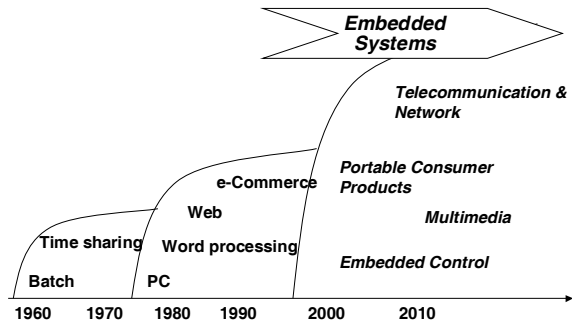 Embedded
Systems
Telecommunication &
Network
Portable Consumer
Products
e-Commerce
Web
Multimedia
Time sharing
Word processing
Embedded Control
Batch
PC
1960 1970 1980 1990 2000 2010